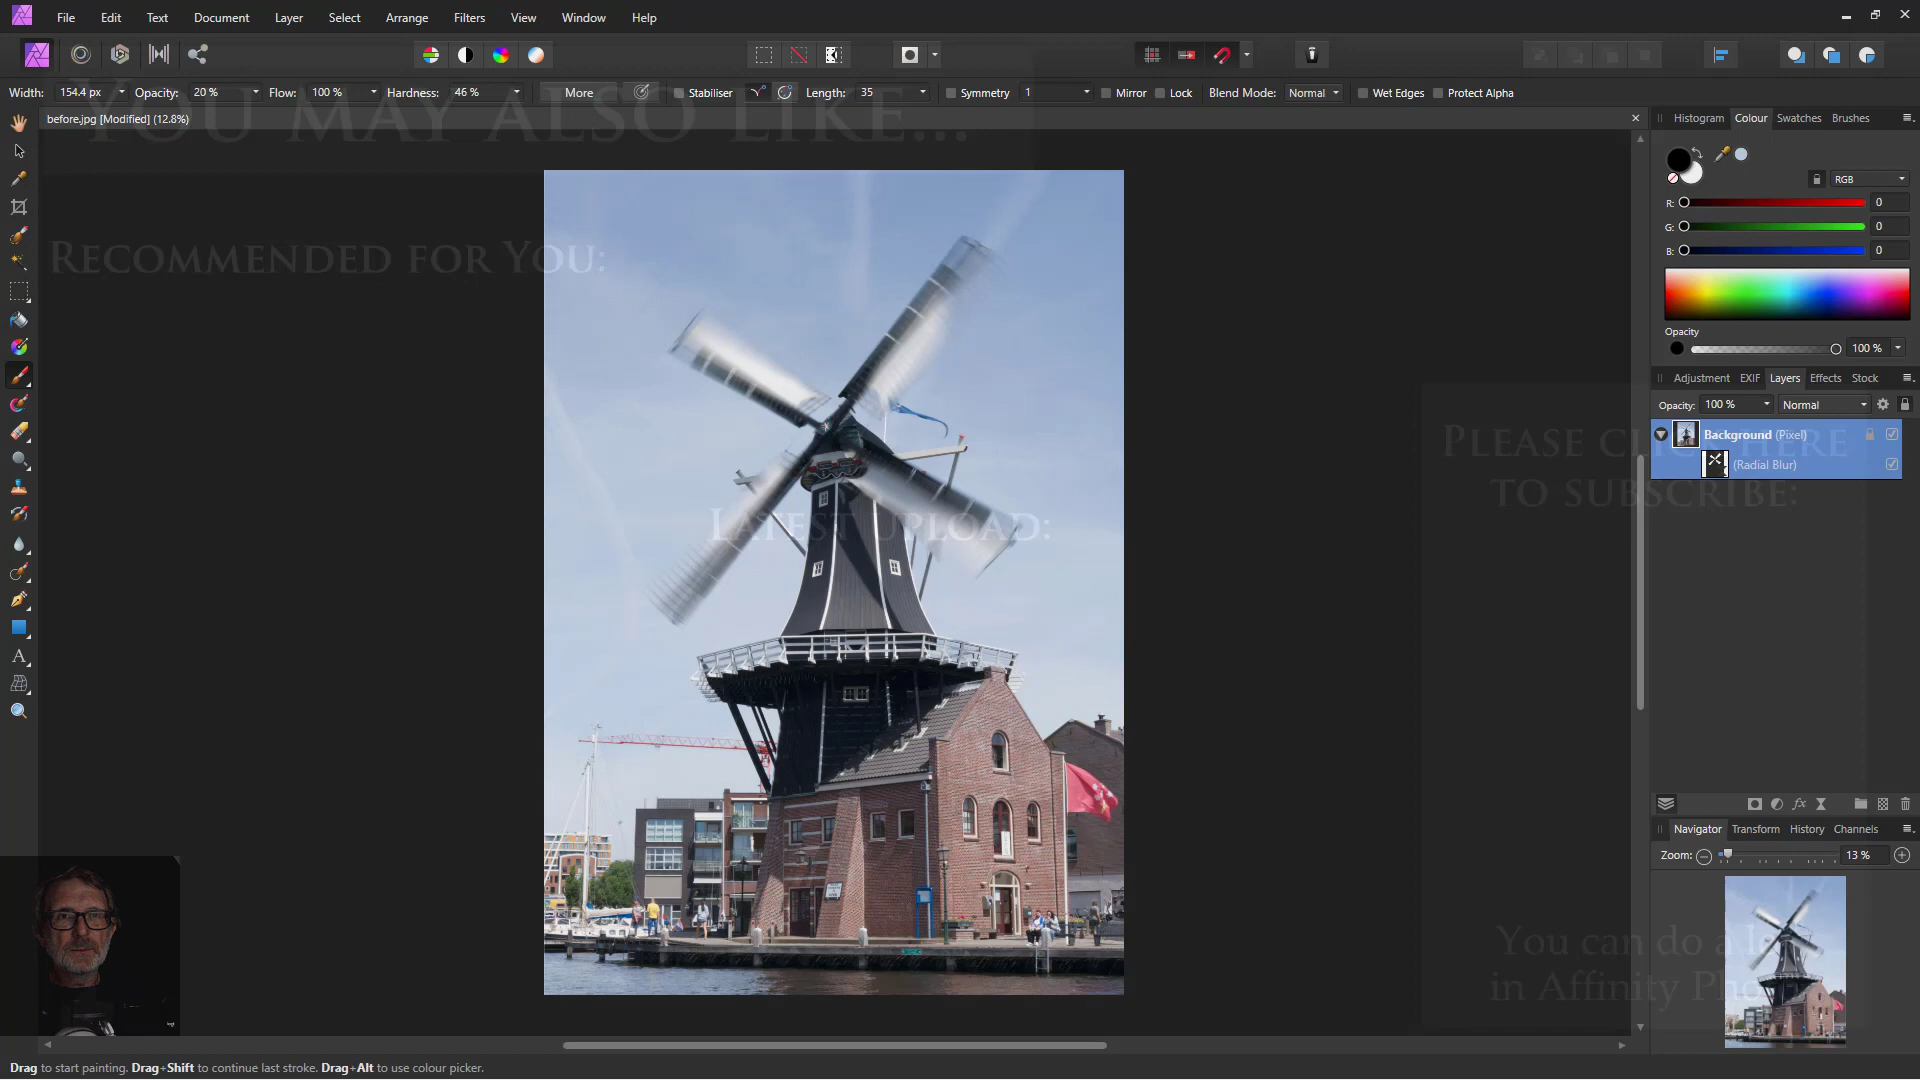 File Edit Text Document Layer Select Arrange Filters View Window Help
Width: 154.4 px Opacity: 20 % Flow: 100 % Hardness: 46 % More Stabiliser Length: 35 Symmetry 1 Mirror Lock Blend Mode: Normal Wet Edges Protect Alpha
You may also like...
before.jpg [Modified] (12.8%)
Histogram Colour Swatches Brushes
RGB
R: 0
G: 0
B: 0
Recommended for You:
Opacity
100 %
Adjustment EXIF Layers Effects Stock
Opacity: 100 % Normal
Background (Pixel)
(Radial Blur)
Please click here
to subscribe:
Latest upload:
Navigator Transform History Channels
Zoom: 13 %
You can do a lo
in Affinity Pho
Drag to start painting. Drag+Shift to continue last stroke. Drag+Alt to use colour picker.